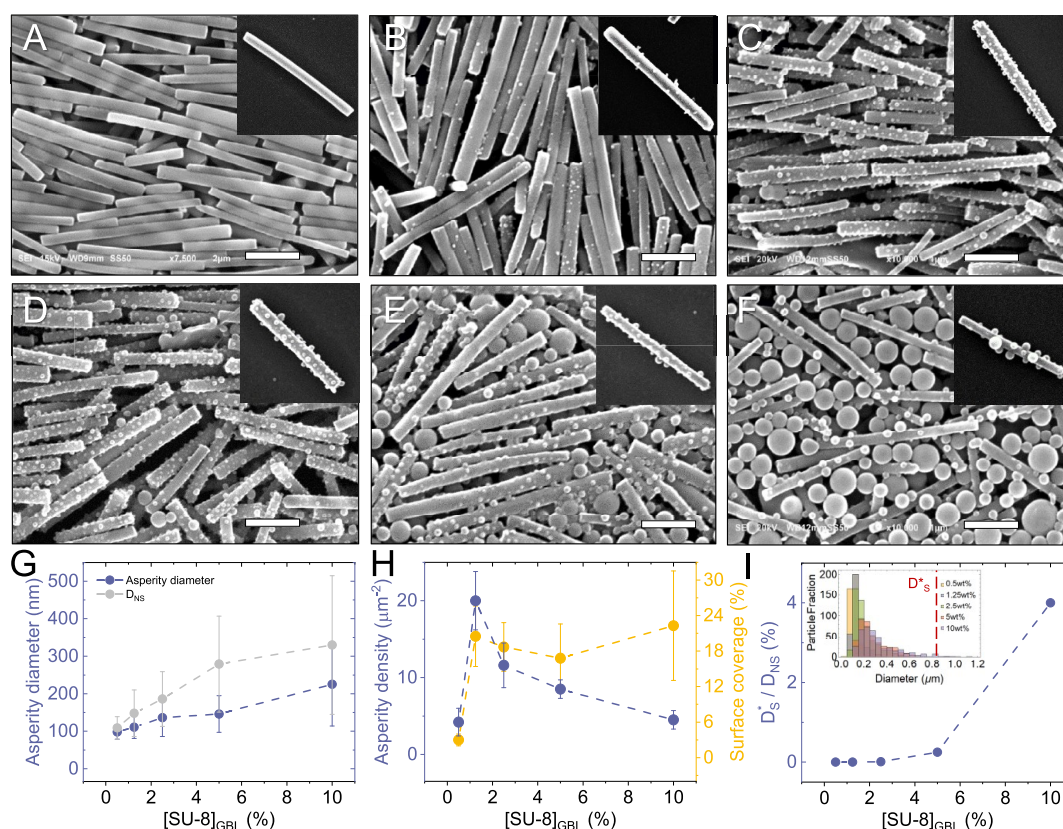 A
B
C
SEI 15kV WD9mm SS50 x7,500 2μm
SEI 20kV WD12mmSS50 x10,000 1μm
D
E
F
SEI 20kV WD12mmSS50 x10,000 1μm
G
Asperity diameter (nm)
500
400
300
200
100
0
Asperity diameter
D_NS
0 2 4 6 8 10
[SU-8]_GBL (%)
H
Asperity density (μm⁻²)
20
10
0
30
24
18
12
6
0
Surface coverage (%)
0 2 4 6 8 10
[SU-8]_GBL (%)
I
D*_S / D_NS (%)
4
2
0
D*_S
Particle Fraction
200
150
100
50
0
0.5wt%
1.25wt%
2.5wt%
5wt%
10wt%
0.0 0.2 0.4 0.6 0.8 1.0 1.2
Diameter (μm)
0 2 4 6 8 10
[SU-8]_GBL (%)